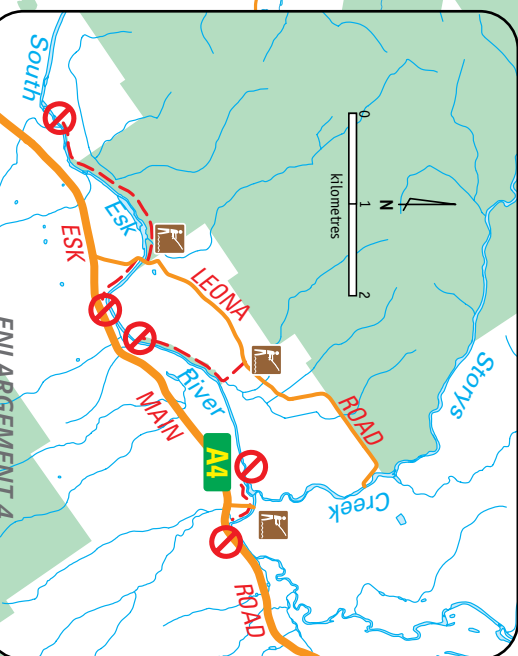 South
Esk
River
ESK
MAIN
ROAD
LEONA
ROAD
A4
Storys
Creek
0
1
2
kilometres
N
ENLARGEMENT 4